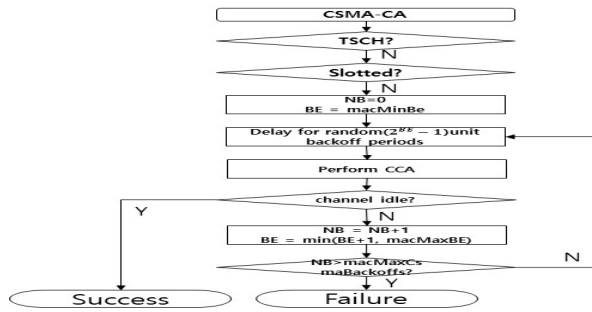 CSMA-CA
TSCH?
N
Slotted?
N
NB=0
BE = macMinBe
Delay for random(2^BE − 1)unit
backoff periods
Perform CCA
channel idle?
Y
N
NB = NB+1
BE = min(BE+1, macMaxBE)
NB>macMaxCs
maBackoffs?
N
Y
Success
Failure